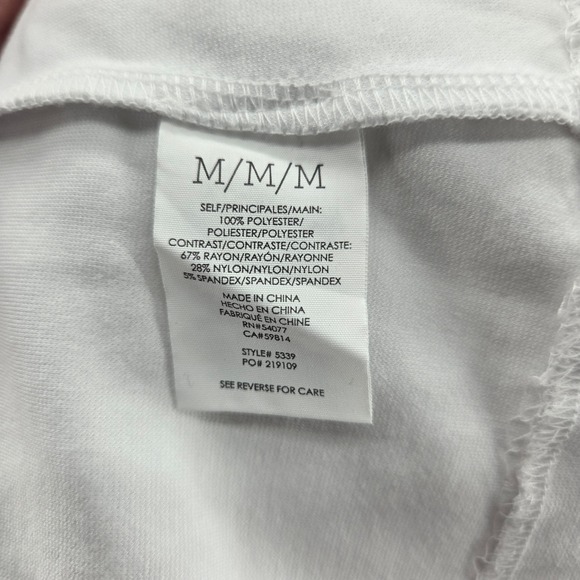 M/M/M
SELF/PRINCIPALES/MAIN:
100% POLYESTER/
POLIESTER/POLYESTER
CONTRAST/CONTRASTE/CONTRASTE:
67% RAYON/RAYÓN/RAYONNE
28% NYLON/NYLON/NYLON
5% SPANDEX/SPANDEX/SPANDEX
MADE IN CHINA
HECHO EN CHINA
FABRIQUÉ EN CHINE
RN#54077
CA#59814
STYLE# 5339
PO# 219109
SEE REVERSE FOR CARE